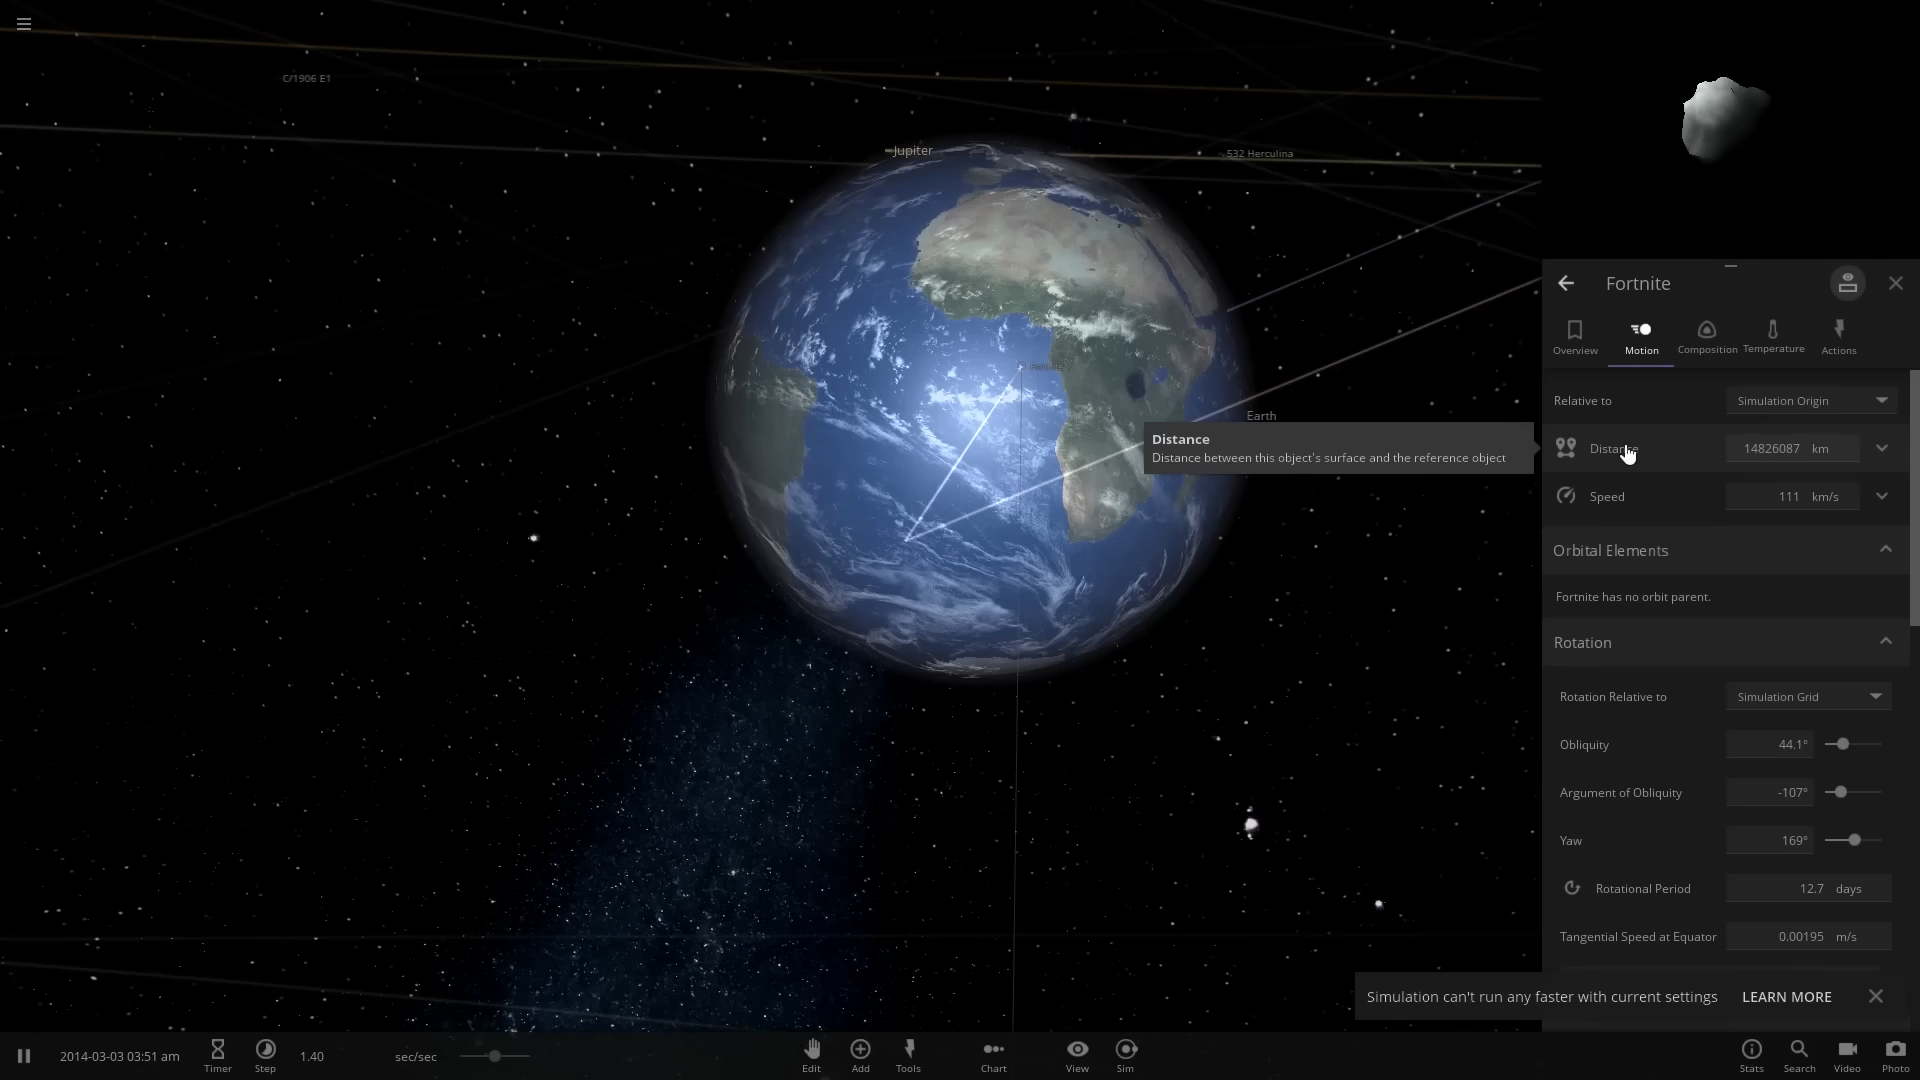 C/1906 E1
Jupiter
532 Herculina
Fortnite
Earth
Distance
Distance between this object's surface and the reference object
Fortnite
Overview
Motion
Composition
Temperature
Actions
Relative to
Simulation Origin
Distance
14826087 km
Speed
111 km/s
Orbital Elements
Fortnite has no orbit parent.
Rotation
Rotation Relative to
Simulation Grid
Obliquity
44.1°
Argument of Obliquity
-107°
Yaw
169°
Rotational Period
12.7 days
Tangential Speed at Equator
0.00195 m/s
Simulation can't run any faster with current settings
LEARN MORE
2014-03-03 03:51 am
Timer
Step
1.40 sec/sec
Edit
Add
Tools
Chart
View
Sim
Stats
Search
Video
Photo